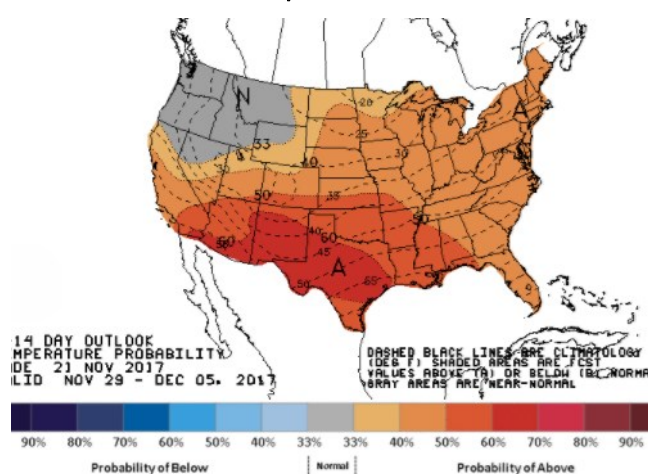 N
A
33
20
25
30
40
50
35
50
40
60
45
60
A
50
55
-14 DAY OUTLOOK
MPERATURE PROBABILITY
DE 21 NOV 2017
LID NOV 29 - DEC 05, 2017
DASHED BLACK LINES ARE CLIMATOLOGY
(DEG F) SHADED AREAS ARE FCST
VALUES ABOVE (A) OR BELOW (B) NORMAL
GRAY AREAS ARE NEAR-NORMAL
90% 80% 70% 60% 50% 40% 33% 33% 40% 50% 60% 70% 80% 90%
Probability of Below Normal Probability of Above